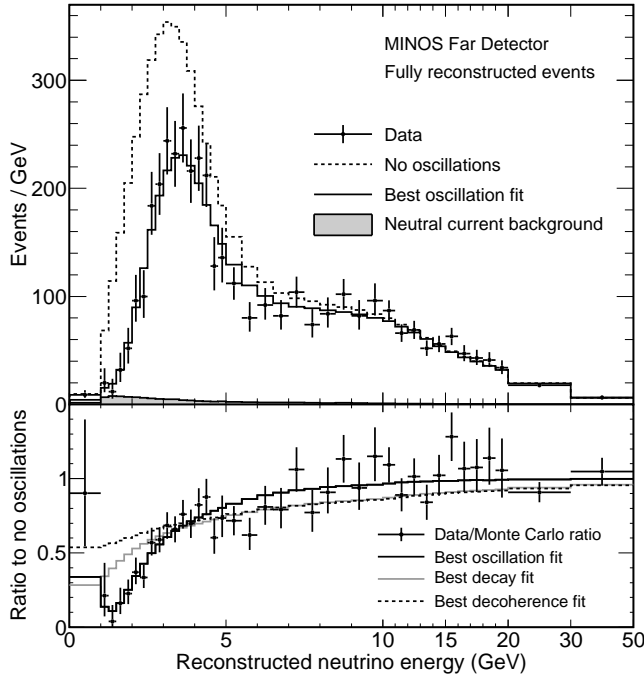 MINOS Far Detector
Fully reconstructed events
Data
No oscillations
Best oscillation fit
Neutral current background
Events / GeV
300
200
100
0
Ratio to no oscillations
1
0.5
0
Data/Monte Carlo ratio
Best oscillation fit
Best decay fit
Best decoherence fit
0 5 10 15 20 30 50
Reconstructed neutrino energy (GeV)